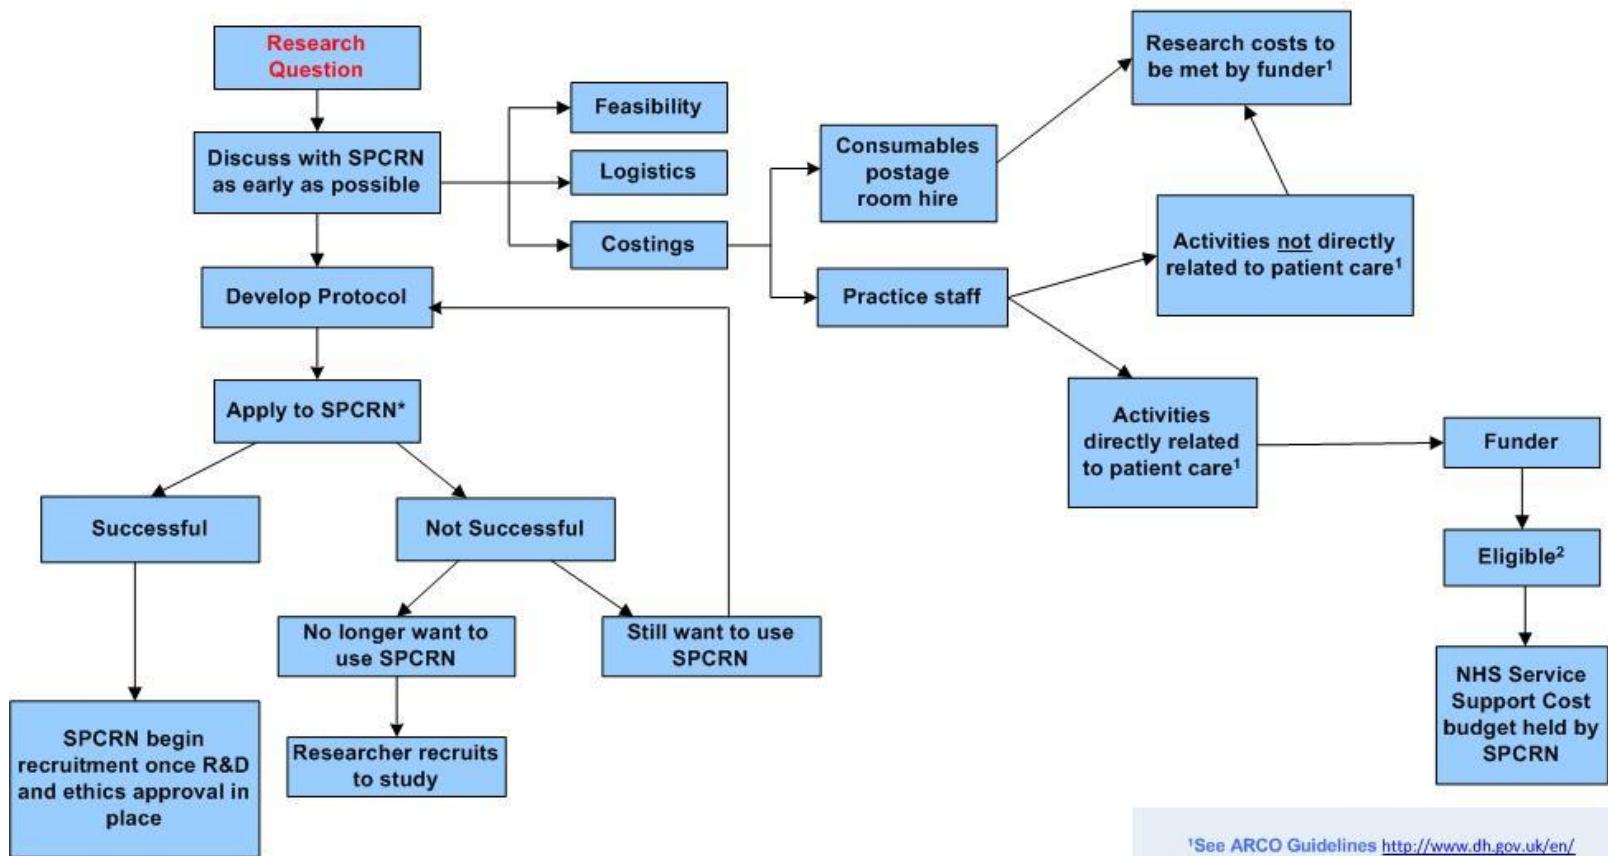 Research
Question
Discuss with SPCRN
as early as possible
Develop Protocol
Apply to SPCRN*
Successful
Not Successful
No longer want to
use SPCRN
Still want to use
SPCRN
SPCRN begin
recruitment once R&D
and ethics approval in
place
Researcher recruits
to study
Feasibility
Logistics
Costings
Consumables
postage
room hire
Practice staff
Research costs to
be met by funder¹
Activities not directly
related to patient care¹
Activities
directly related
to patient care¹
Funder
Eligible²
NHS Service
Support Cost
budget held by
SPCRN
¹See ARCO Guidelines http://www.dh.gov.uk/en/